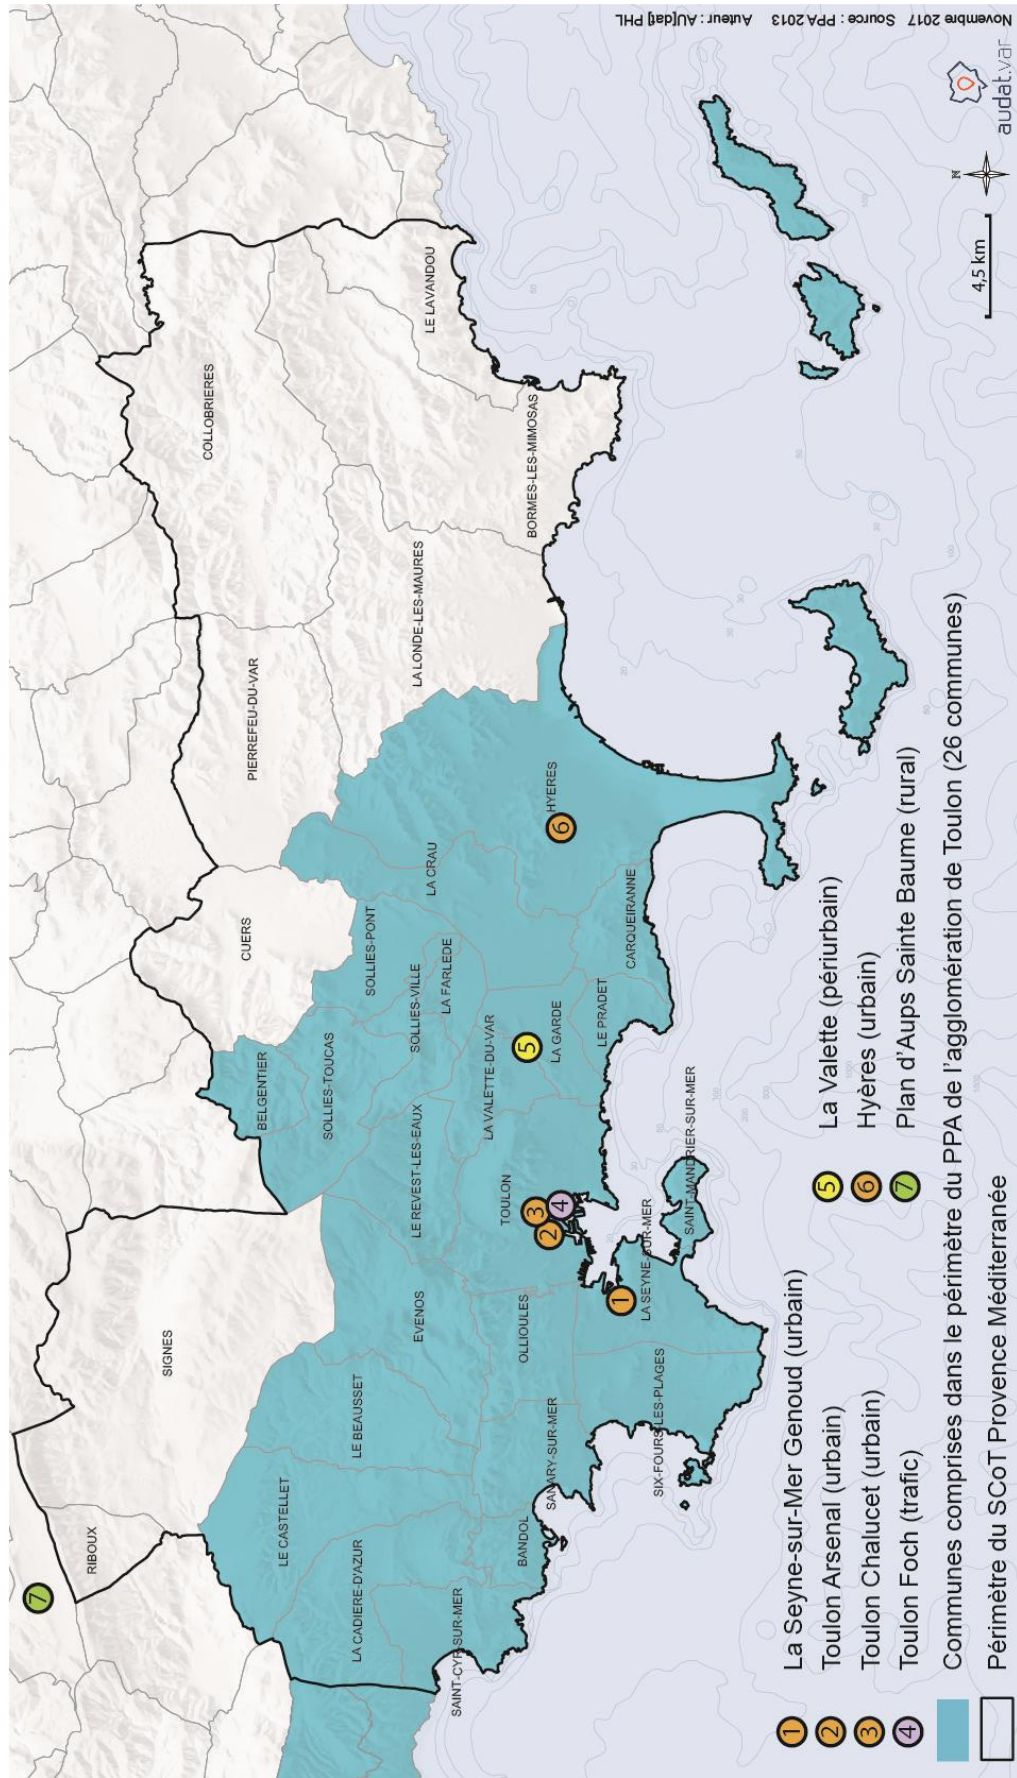 Novembre 2017 Source : PPA 2013 Auteur : AU[dat] PHL
audat.var
N
4,5 km
COLLOBRIERES
LE LAVANDOU
BORMES-LES-MIMOSAS
LA LONDE-LES-MAURES
PIERREFEU-DU-VAR
CUERS
HYERES
6
LA CRAU
CARQUEIRANNE
SOLLIES-PONT
SOLLIES-VILLE
LA FARLEDE
LE PRADET
LA GARDE
5
LA VALETTE-DU-VAR
SOLLIES-TOUCAS
BELGENTIER
LE REVEST-LES-EAUX
TOULON
3
2
4
SAINT-MANDRIER-SUR-MER
LA SEYNE-SUR-MER
1
SIGNES
EVENOS
OLLIOULES
LE BEAUSSET
SANARY-SUR-MER
SIX-FOURS-LES-PLAGES
LE CASTELLET
LA CADIERE-D'AZUR
BANDOL
SAINT-CYR-SUR-MER
RIBOUX
7
1 La Seyne-sur-Mer Genoud (urbain)
2 Toulon Arsenal (urbain)
3 Toulon Chalucet (urbain)
4 Toulon Foch (trafic)
5 La Valette (périurbain)
6 Hyères (urbain)
7 Plan d'Aups Sainte Baume (rural)
Communes comprises dans le périmètre du PPA de l'agglomération de Toulon (26 communes)
Périmètre du SCoT Provence Méditerranée